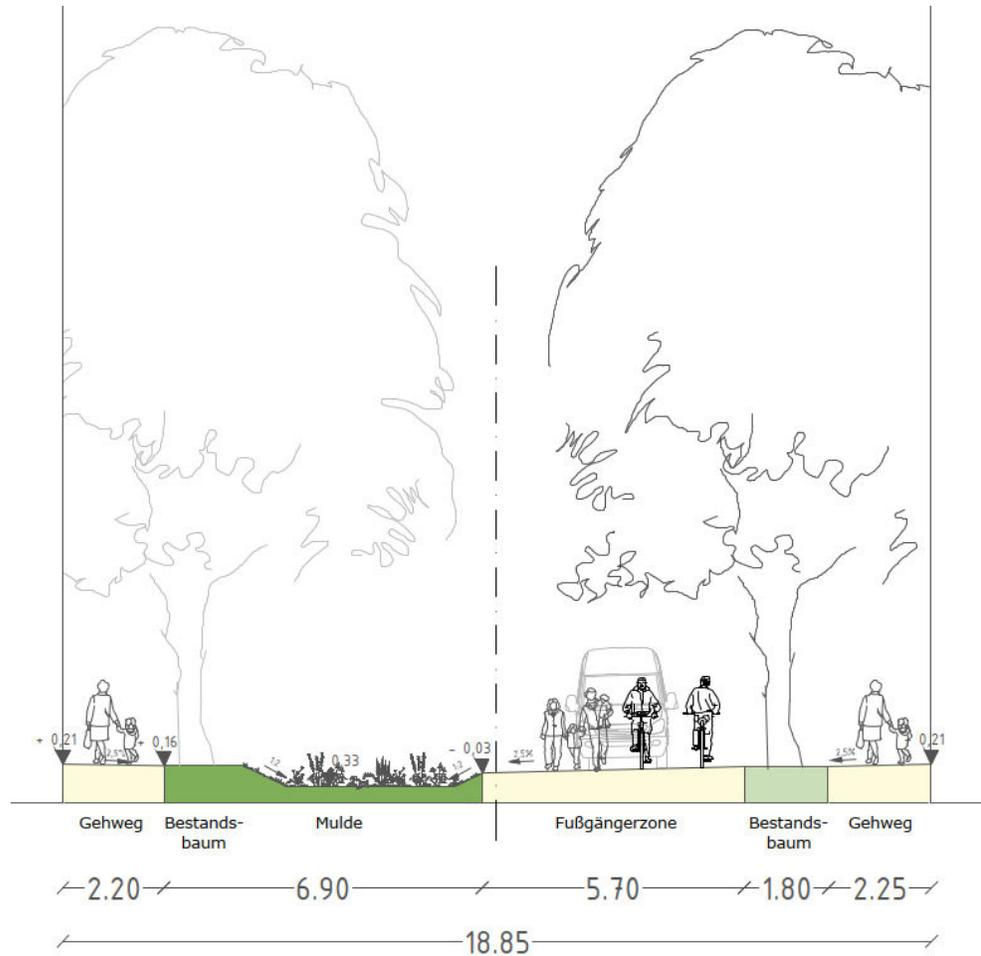 + 0,21
2,5%
+ 0,16
1:2
0,33
1:2
- 0,03
2,5%
2,5%
0,21
Gehweg
Bestands-
baum
Mulde
Fußgängerzone
Bestands-
baum
Gehweg
2.20
6.90
5.70
1.80
2.25
18.85